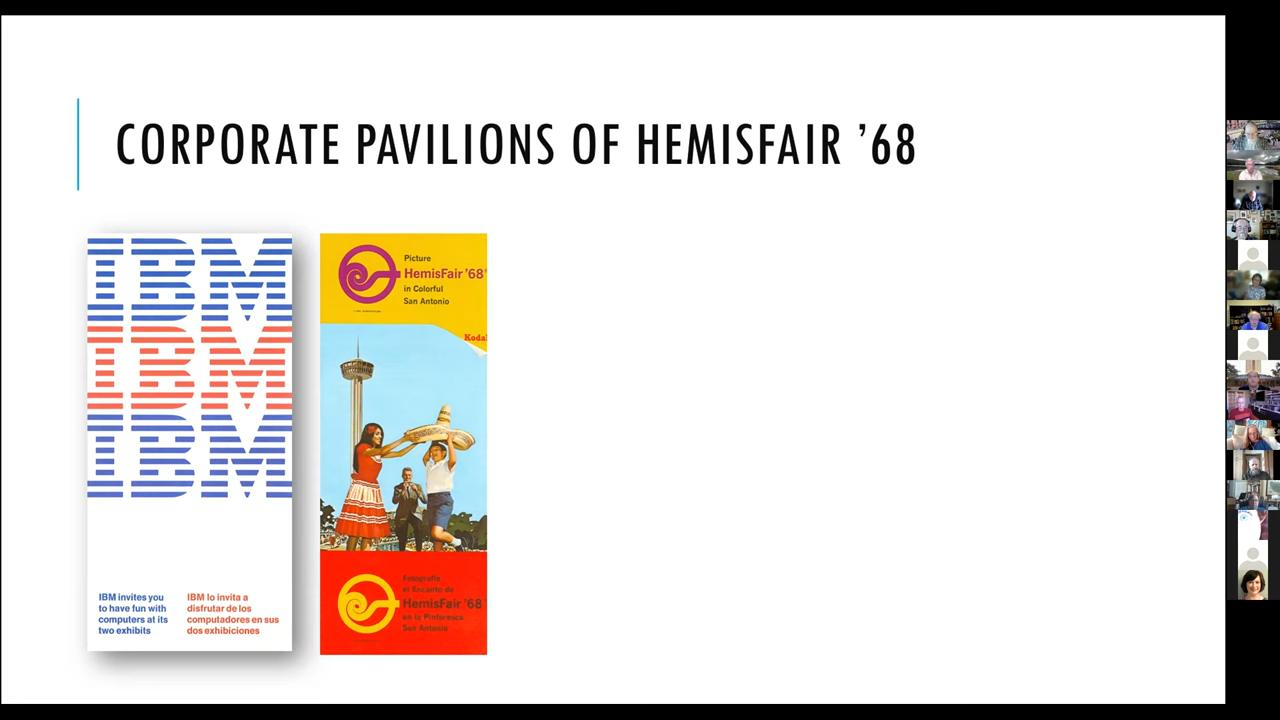 CORPORATE PAVILIONS OF HEMISFAIR ’68
IBM
IBM
IBM
IBM invites you
to have fun with
computers at its
two exhibits
IBM lo invita a
disfrutar de los
computadores en sus
dos exhibiciones
Picture
HemisFair '68
in Colorful
San Antonio
Kodak
Fotografíe
el Encanto de
HemisFair '68
en la Pintoresca
San Antonio